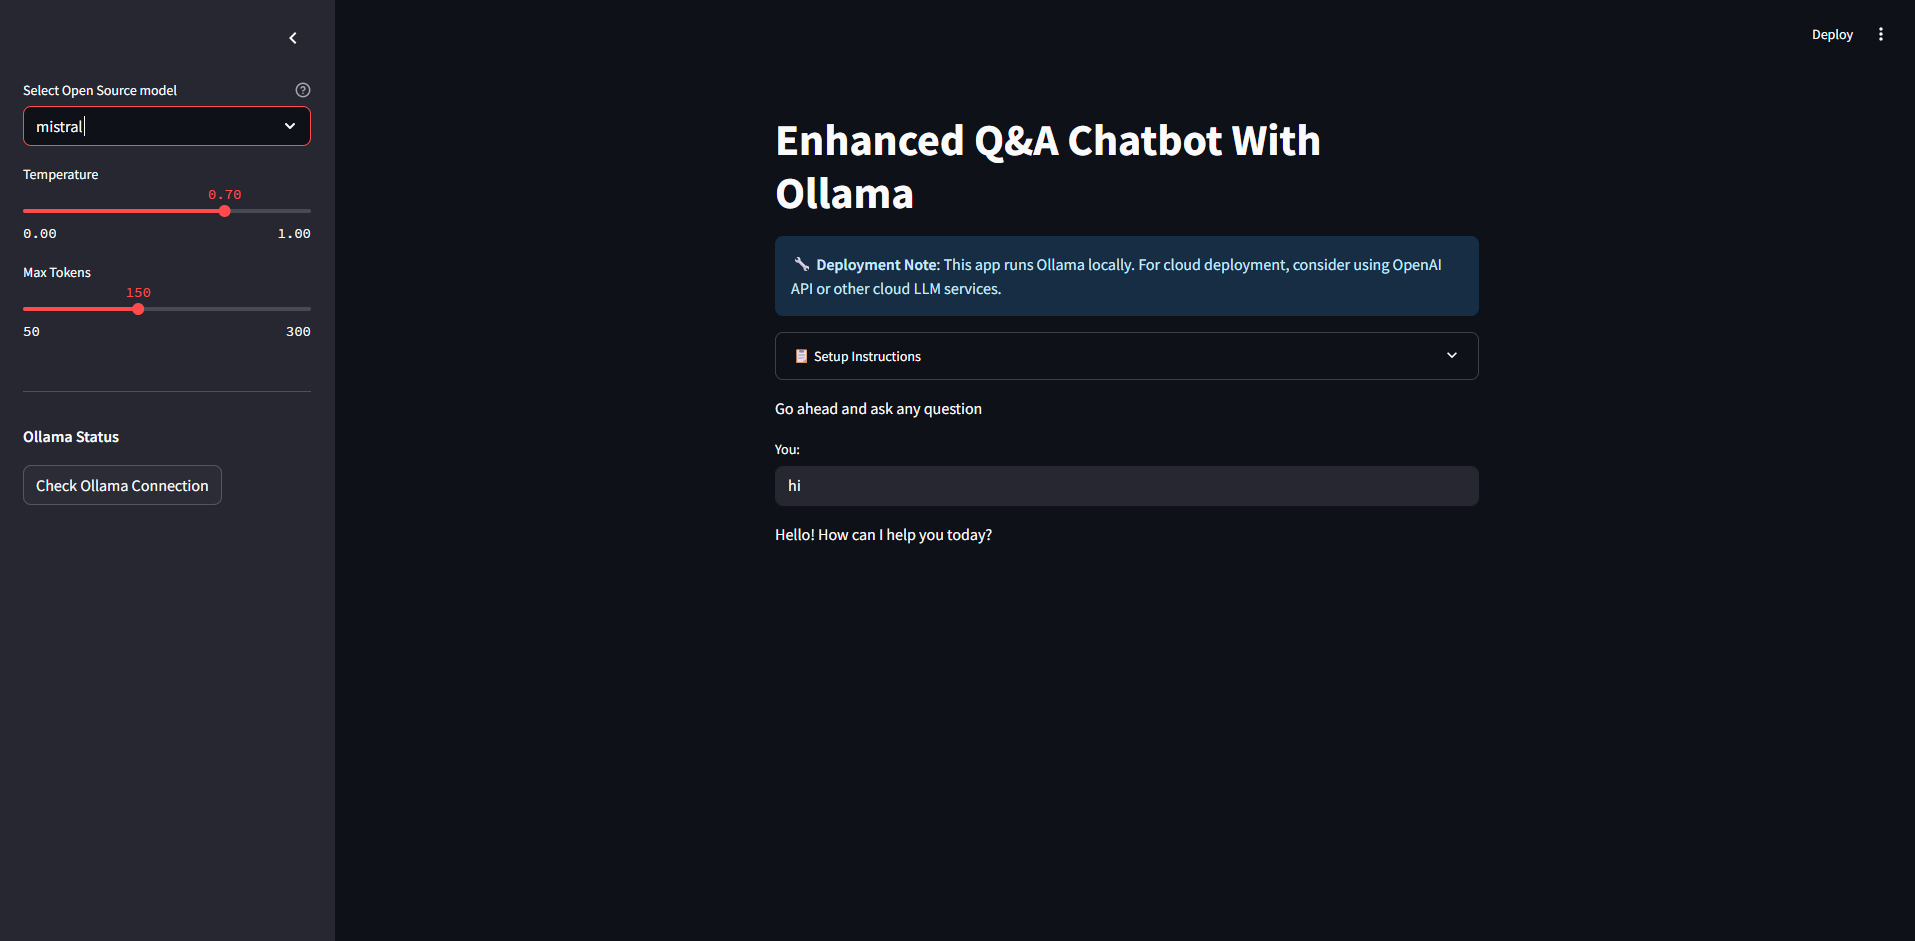 Select Open Source model
mistral
Temperature
0.70
0.00 1.00
Max Tokens
150
50 300
Ollama Status
Check Ollama Connection
Deploy
Enhanced Q&A Chatbot With
Ollama
Deployment Note: This app runs Ollama locally. For cloud deployment, consider using OpenAI
API or other cloud LLM services.
Setup Instructions
Go ahead and ask any question
You:
hi
Hello! How can I help you today?